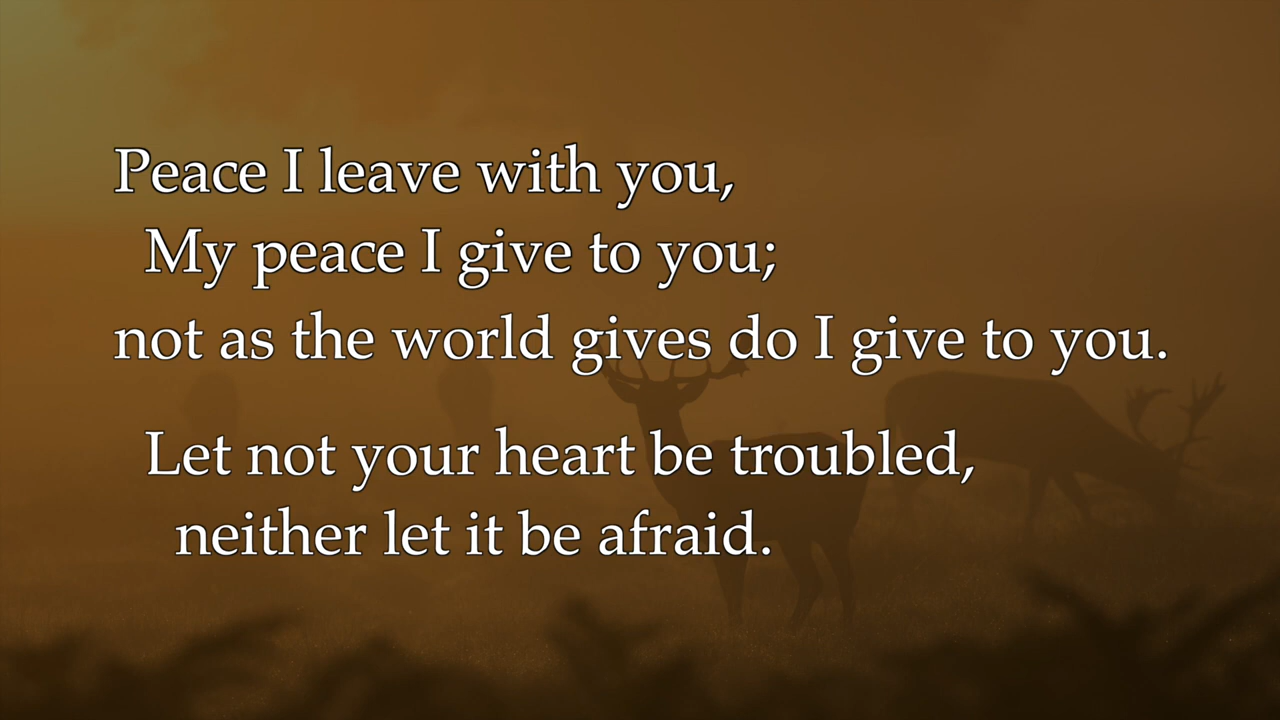 Peace I leave with you,
My peace I give to you;
not as the world gives do I give to you.
Let not your heart be troubled,
neither let it be afraid.